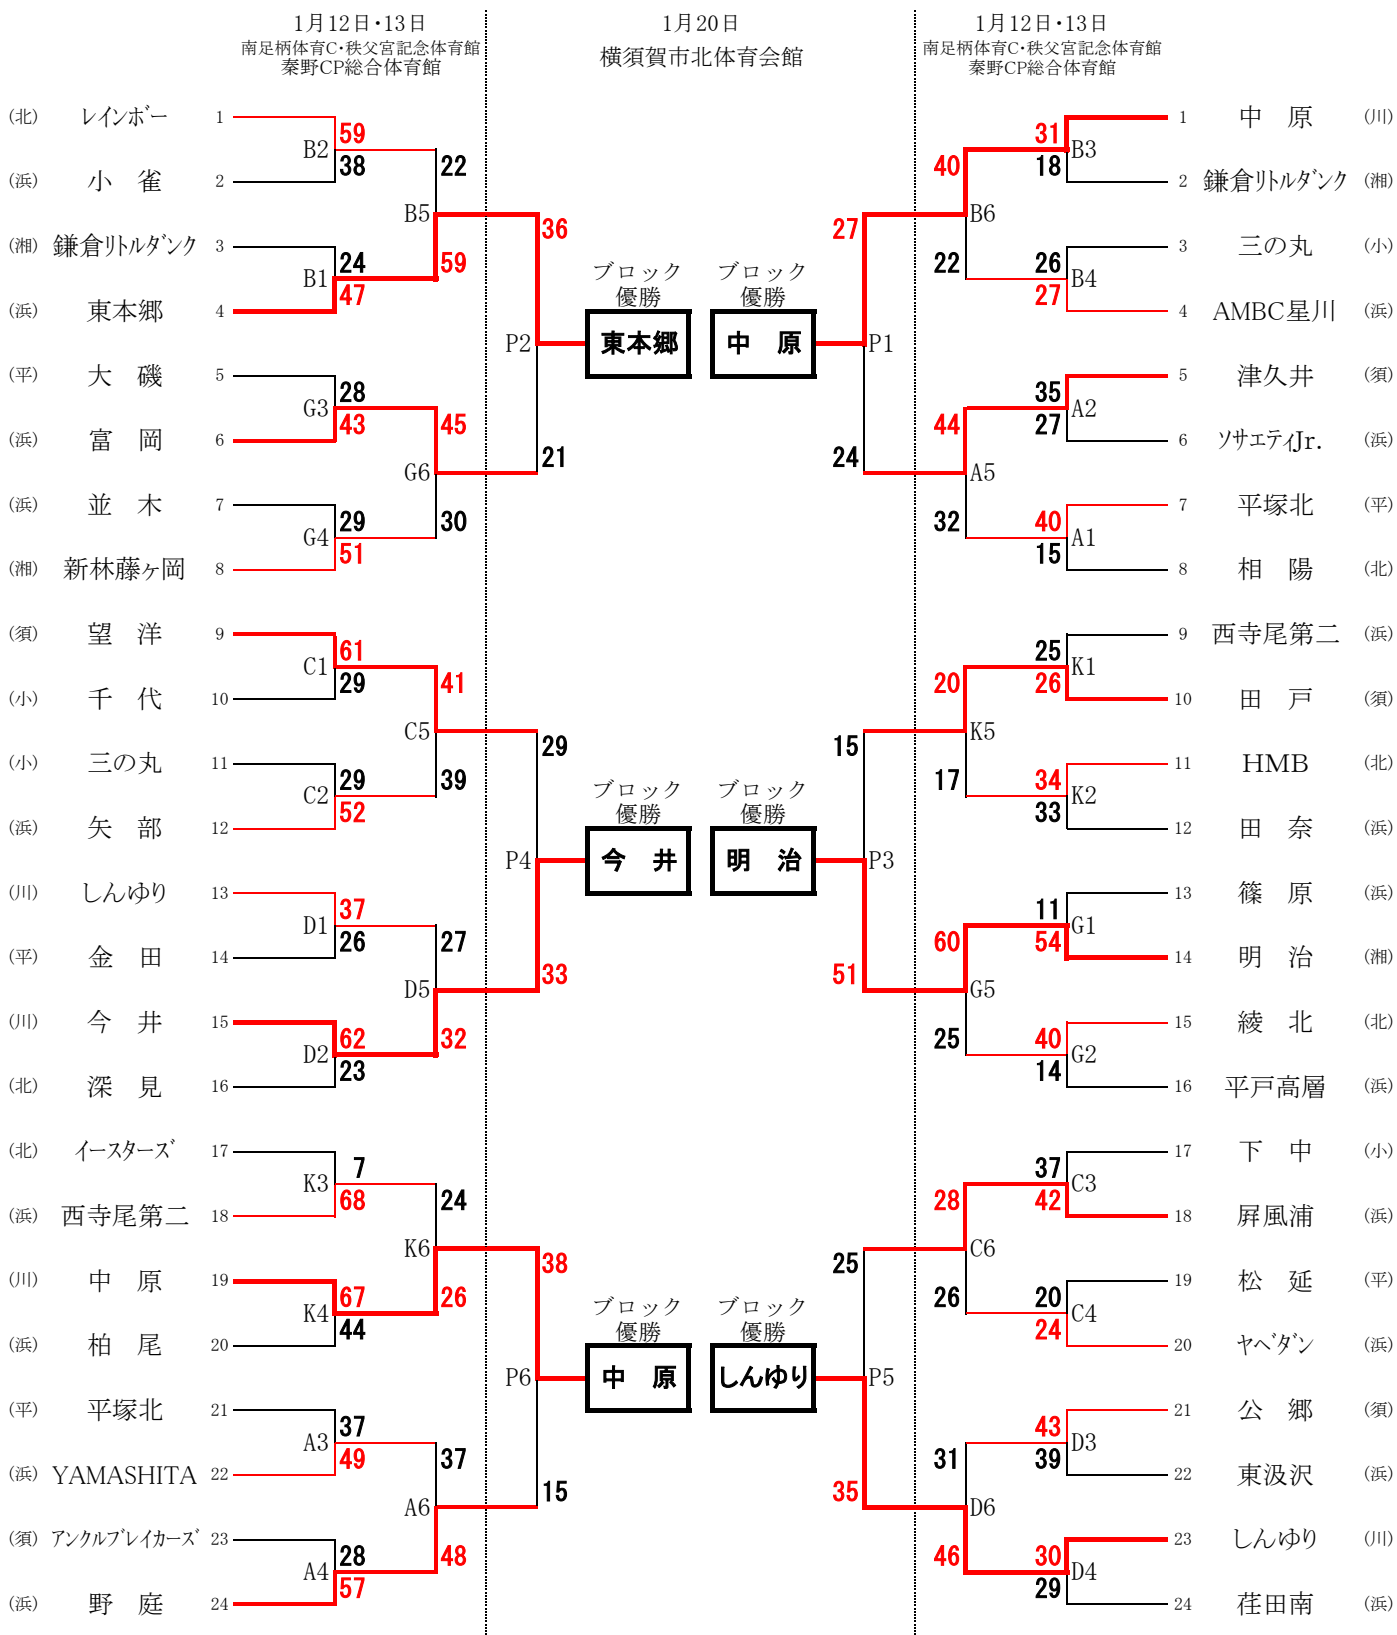 1月12日・13日
南足柄体育C・秩父宮記念体育館
秦野CP総合体育館
1月20日
横須賀市北体育会館
1月12日・13日
南足柄体育C・秩父宮記念体育館
秦野CP総合体育館
(北) レインボー 1
(浜) 小 雀 2
(湘) 鎌倉リトルダンク 3
(浜) 東本郷 4
(平) 大 磯 5
(浜) 富 岡 6
(浜) 並 木 7
(湘) 新林藤ヶ岡 8
(須) 望 洋 9
(小) 千 代 10
(小) 三の丸 11
(浜) 矢 部 12
(川) しんゆり 13
(平) 金 田 14
(川) 今 井 15
(北) 深 見 16
(北) イースターズ 17
(浜) 西寺尾第二 18
(川) 中 原 19
(浜) 柏 尾 20
(平) 平塚北 21
(浜) YAMASHITA 22
(須) アンクルブレイカーズ 23
(浜) 野 庭 24
B2 59 38
B1 24 47
G3 28 43
G4 29 51
C1 61 29
C2 29 52
D1 37 26
D2 62 23
K3 7 68
K4 67 44
A3 37 49
A4 28 57
B5 22 59
G6 45 30
C5 41 39
D5 27 32
K6 24 26
A6 37 48
P2 36 21
P4 29 33
P6 38 15
ブロック
優勝
東本郷
ブロック
優勝
中 原
ブロック
優勝
今 井
ブロック
優勝
明 治
ブロック
優勝
中 原
ブロック
優勝
しんゆり
27 P1 24
15 P3 51
25 P5 35
40 B6 22
44 A5 32
20 K5 17
60 G5 25
28 C6 26
31 D6 46
31 B3 18
26 B4 27
35 A2 27
40 A1 15
25 K1 26
34 K2 33
11 G1 54
40 G2 14
37 C3 42
20 C4 24
43 D3 39
30 D4 29
1 中 原 (川)
2 鎌倉リトルダンク (湘)
3 三の丸 (小)
4 AMBC星川 (浜)
5 津久井 (須)
6 ソサエティJr. (浜)
7 平塚北 (平)
8 相 陽 (北)
9 西寺尾第二 (浜)
10 田 戸 (須)
11 HMB (北)
12 田 奈 (浜)
13 篠 原 (浜)
14 明 治 (湘)
15 綾 北 (北)
16 平戸高層 (浜)
17 下 中 (小)
18 屛風浦 (浜)
19 松 延 (平)
20 ヤベダン (浜)
21 公 郷 (須)
22 東汲沢 (浜)
23 しんゆり (川)
24 荏田南 (浜)